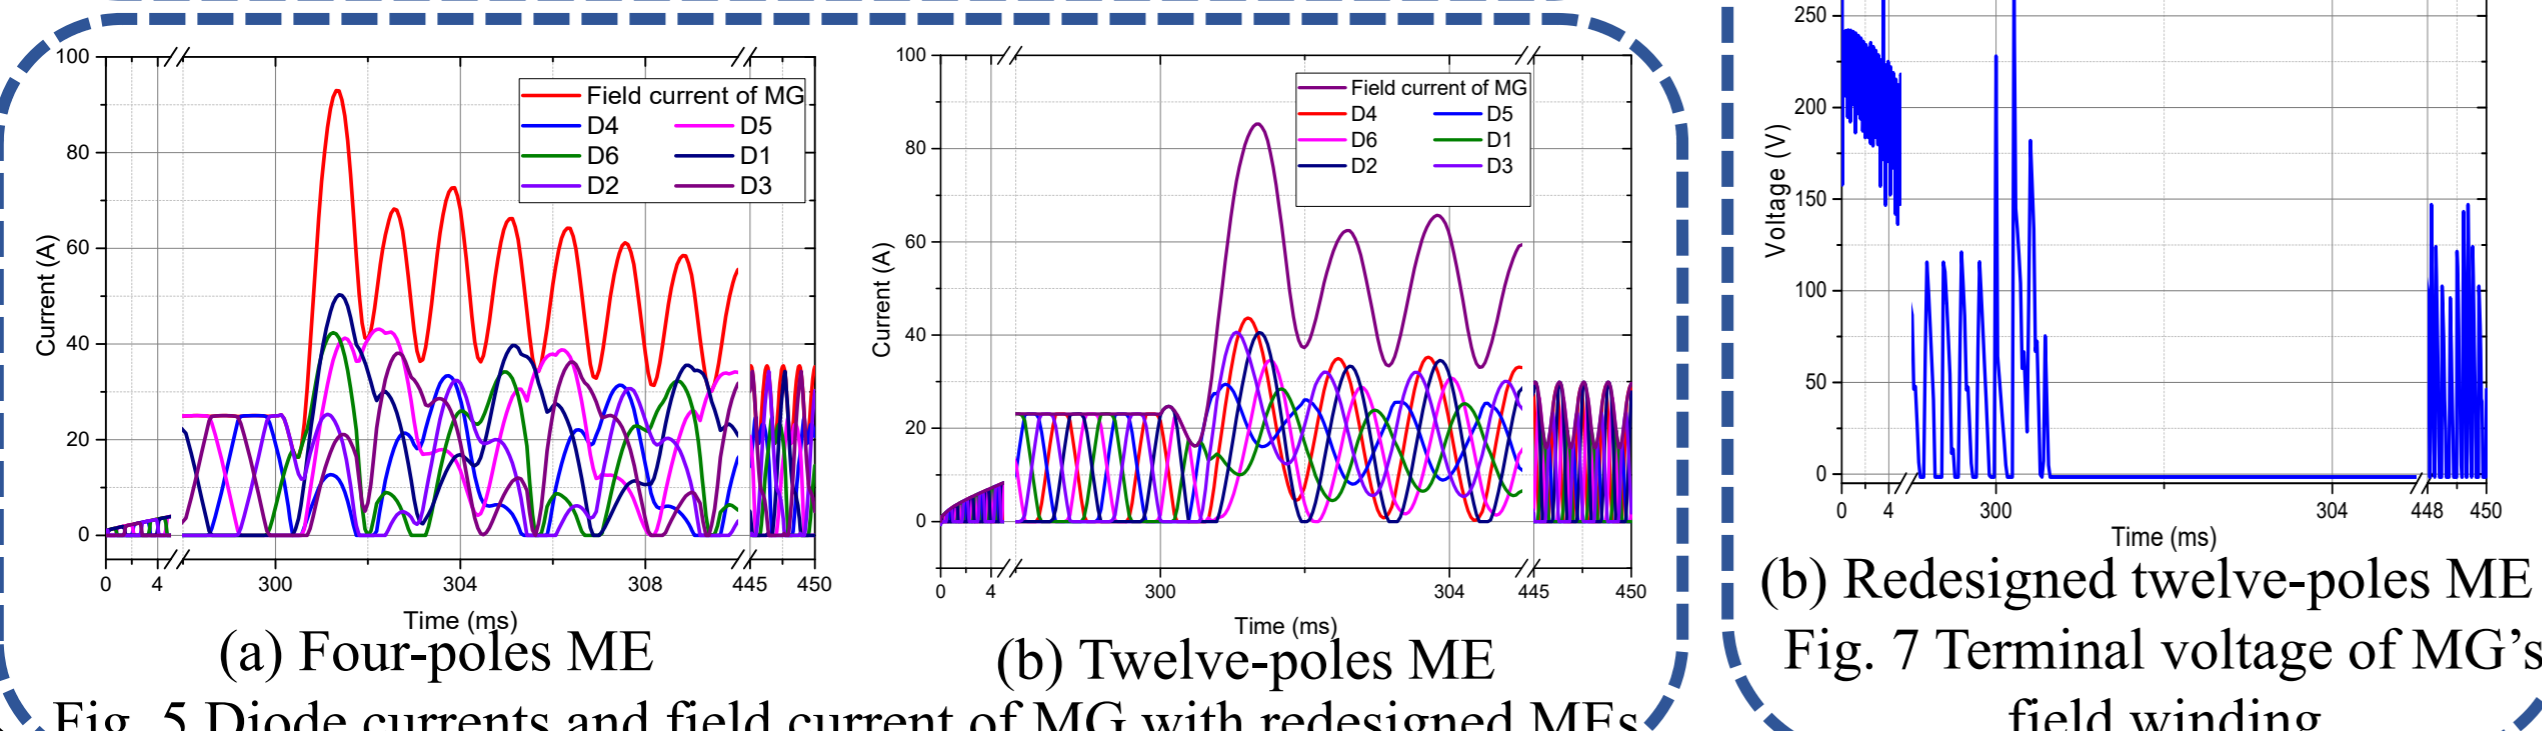 100
80
60
40
20
0
Current (A)
Field current of MG
D4 D5
D6 D1
D2 D3
0 4 300 304 308 445 450
Time (ms)
(a) Four-poles ME
100
80
60
40
20
0
Current (A)
Field current of MG
D4 D5
D6 D1
D2 D3
0 4 300 304 445 450
Time (ms)
(b) Twelve-poles ME
Fig. 5 Diode currents and field current of MG with redesigned MEs
250
200
150
100
50
0
Voltage (V)
0 4 300 304 448 450
Time (ms)
(b) Redesigned twelve-poles ME
Fig. 7 Terminal voltage of MG's
field winding